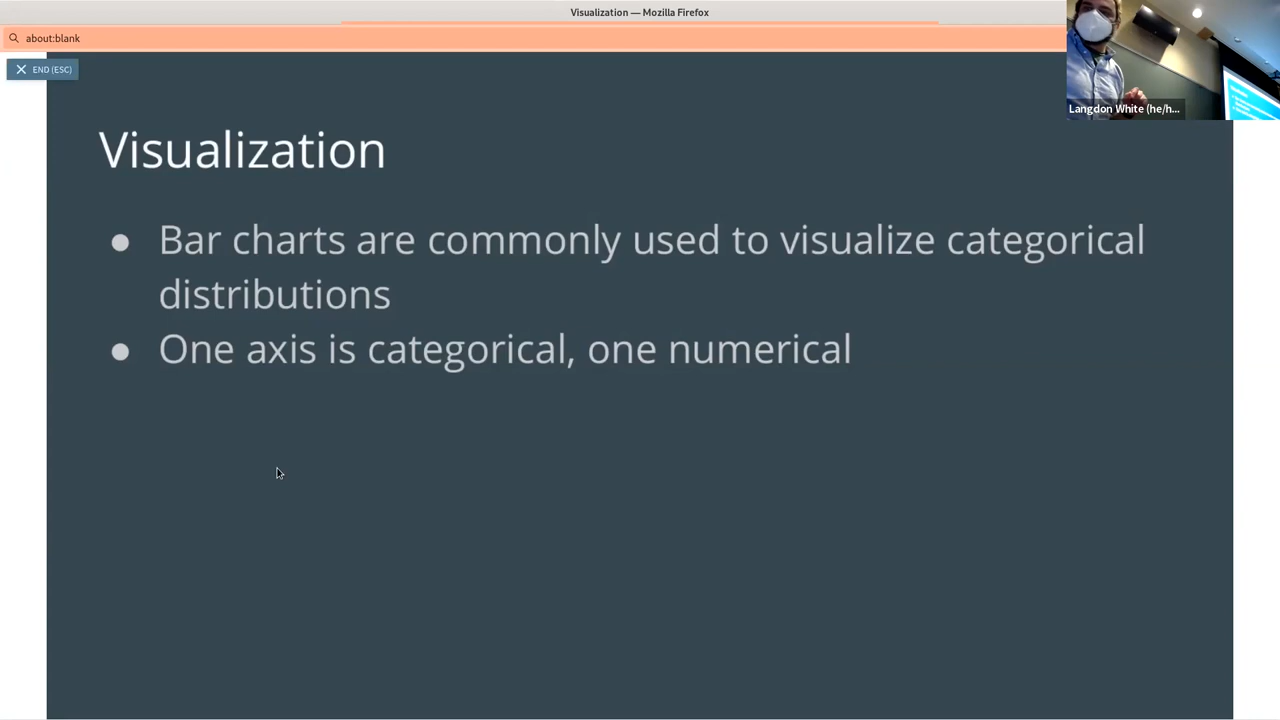 Visualization — Mozilla Firefox
about:blank
END (ESC)
Langdon White (he/h...
Visualization
● Bar charts are commonly used to visualize categorical
distributions
● One axis is categorical, one numerical